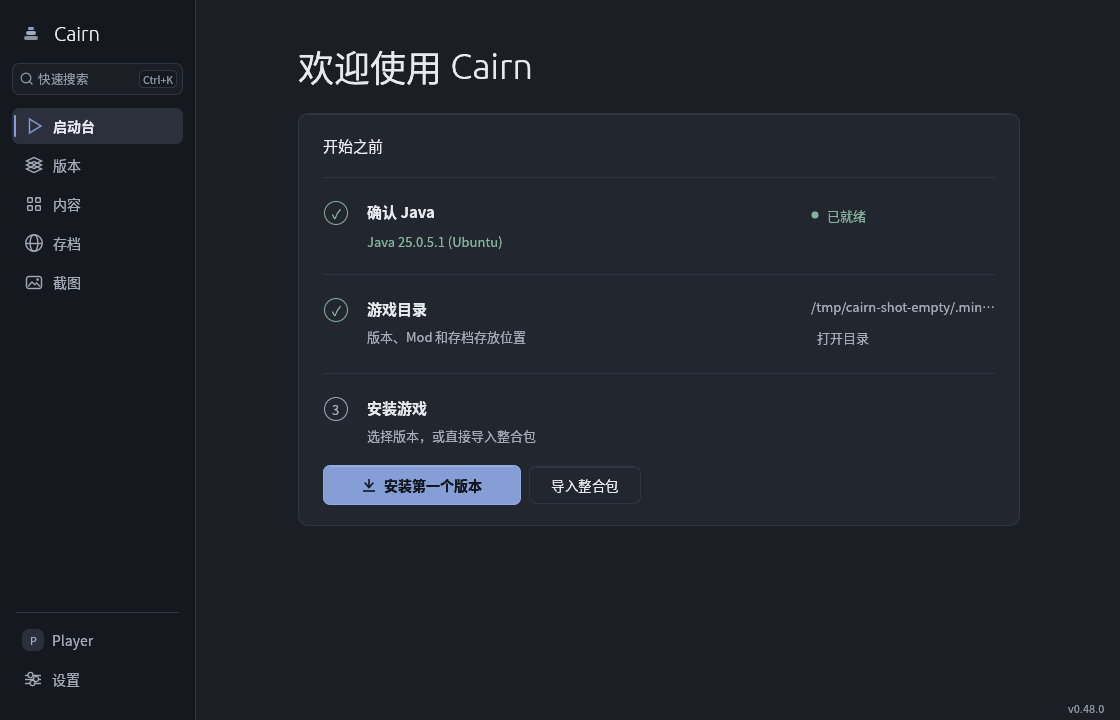 Cairn
快速搜索 Ctrl+K
启动台
版本
内容
存档
截图
Player
P
设置
欢迎使用 Cairn
开始之前
确认 Java
Java 25.0.5.1 (Ubuntu)
已就绪
游戏目录
版本、Mod 和存档存放位置
/tmp/cairn-shot-empty/.min…
打开目录
3
安装游戏
选择版本，或直接导入整合包
安装第一个版本
导入整合包
v0.48.0